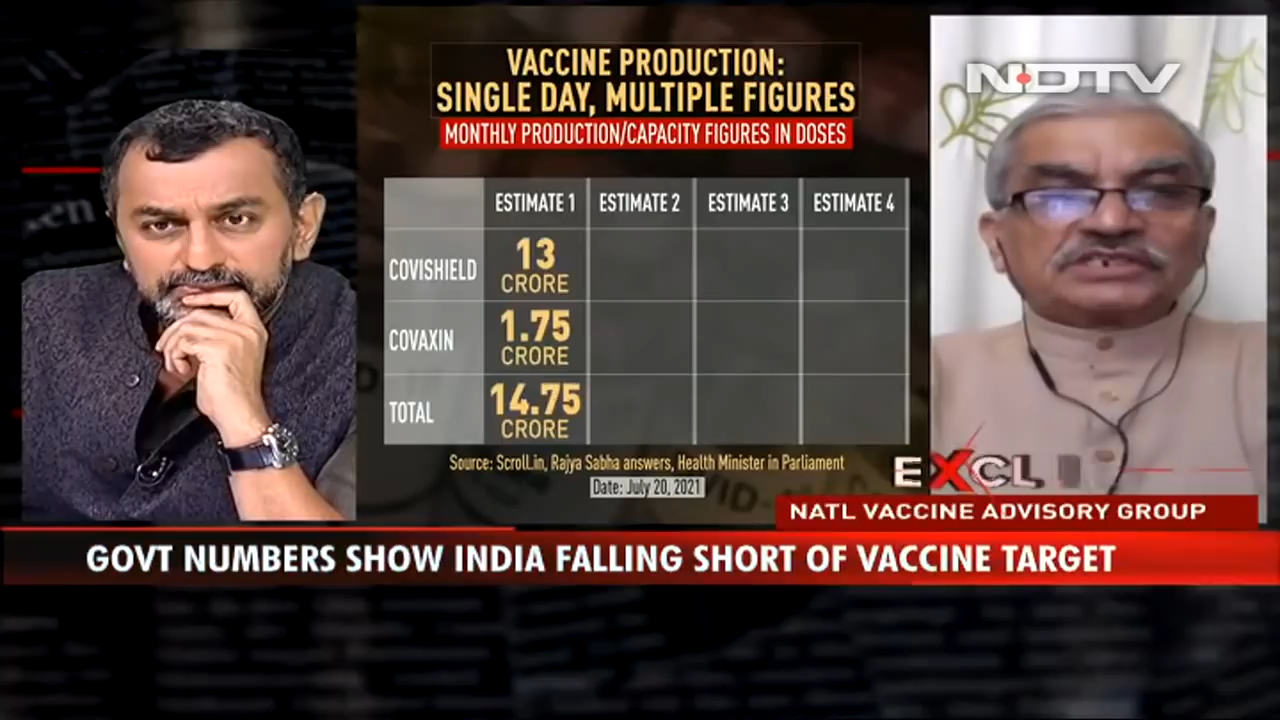 VACCINE PRODUCTION:
SINGLE DAY, MULTIPLE FIGURES
MONTHLY PRODUCTION/CAPACITY FIGURES IN DOSES
NDTV
ESTIMATE 1 ESTIMATE 2 ESTIMATE 3 ESTIMATE 4
COVISHIELD 13 CRORE
COVAXIN 1.75 CRORE
TOTAL 14.75 CRORE
Source: Scroll.in, Rajya Sabha answers, Health Minister in Parliament
Date: July 20, 2021
EXCL
NATL VACCINE ADVISORY GROUP
GOVT NUMBERS SHOW INDIA FALLING SHORT OF VACCINE TARGET